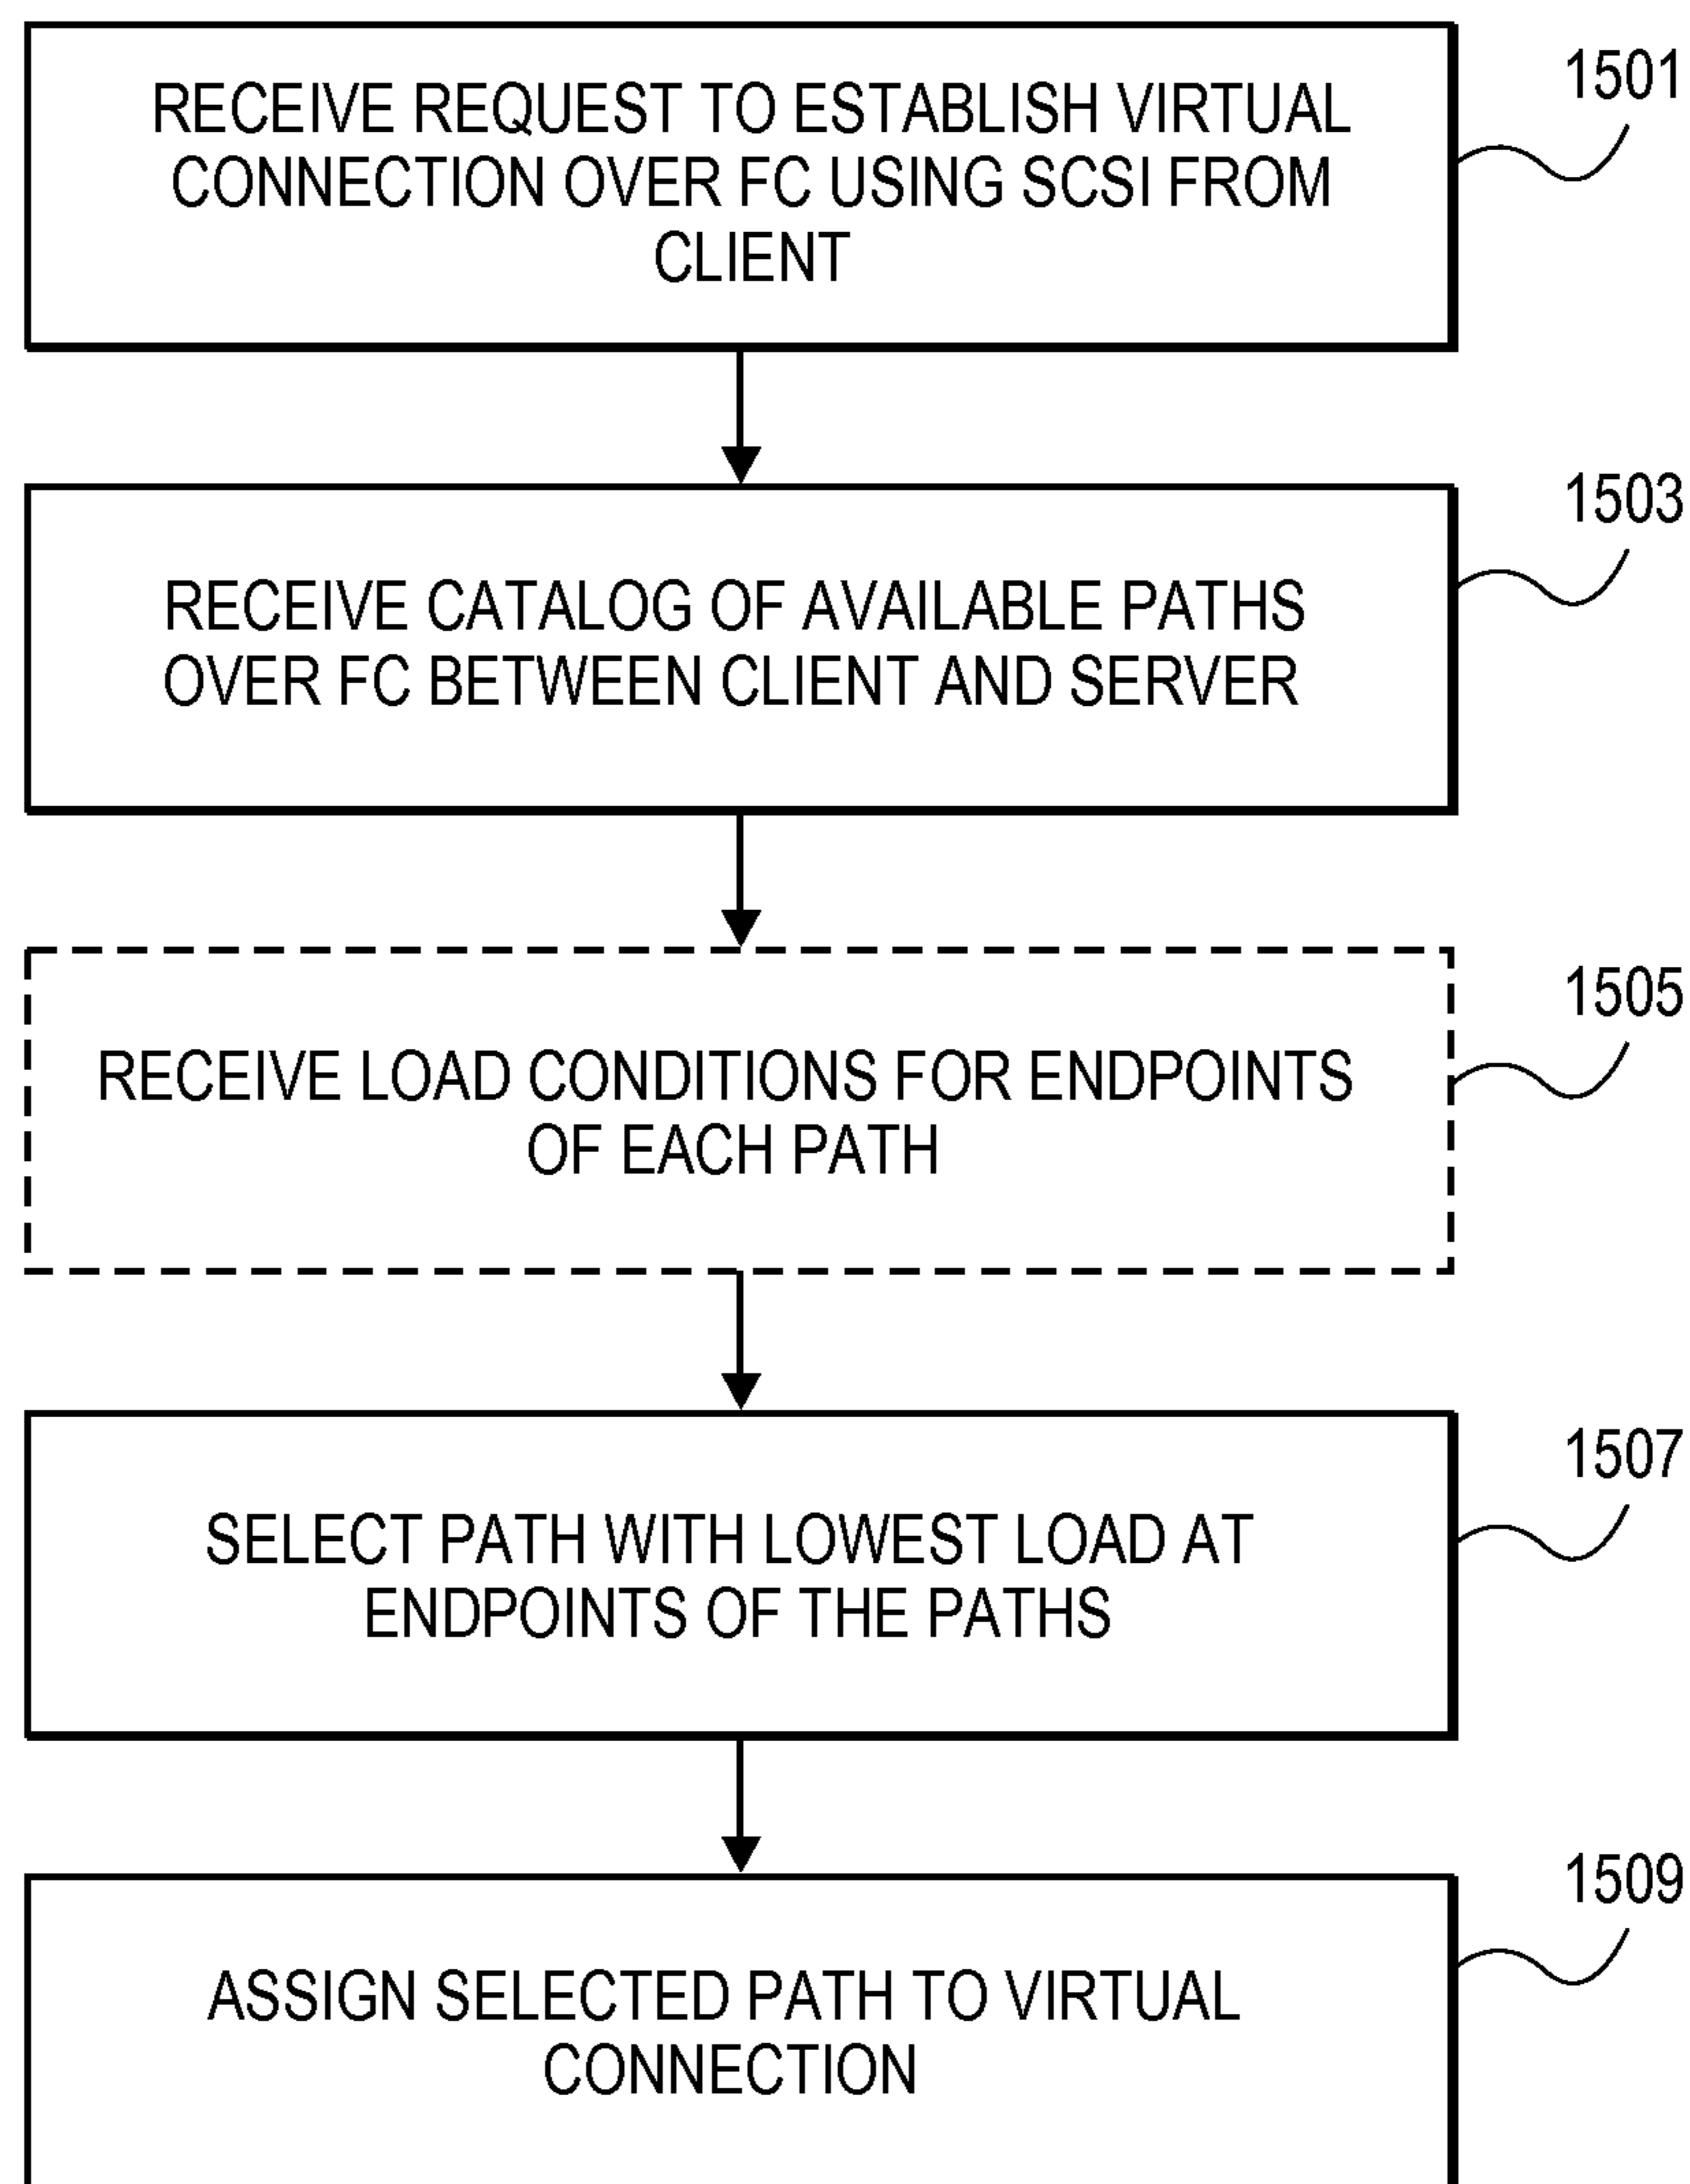 RECEIVE REQUEST TO ESTABLISH VIRTUAL
CONNECTION OVER FC USING SCSI FROM
CLIENT
1501
RECEIVE CATALOG OF AVAILABLE PATHS
OVER FC BETWEEN CLIENT AND SERVER
1503
RECEIVE LOAD CONDITIONS FOR ENDPOINTS
OF EACH PATH
1505
SELECT PATH WITH LOWEST LOAD AT
ENDPOINTS OF THE PATHS
1507
ASSIGN SELECTED PATH TO VIRTUAL
CONNECTION
1509